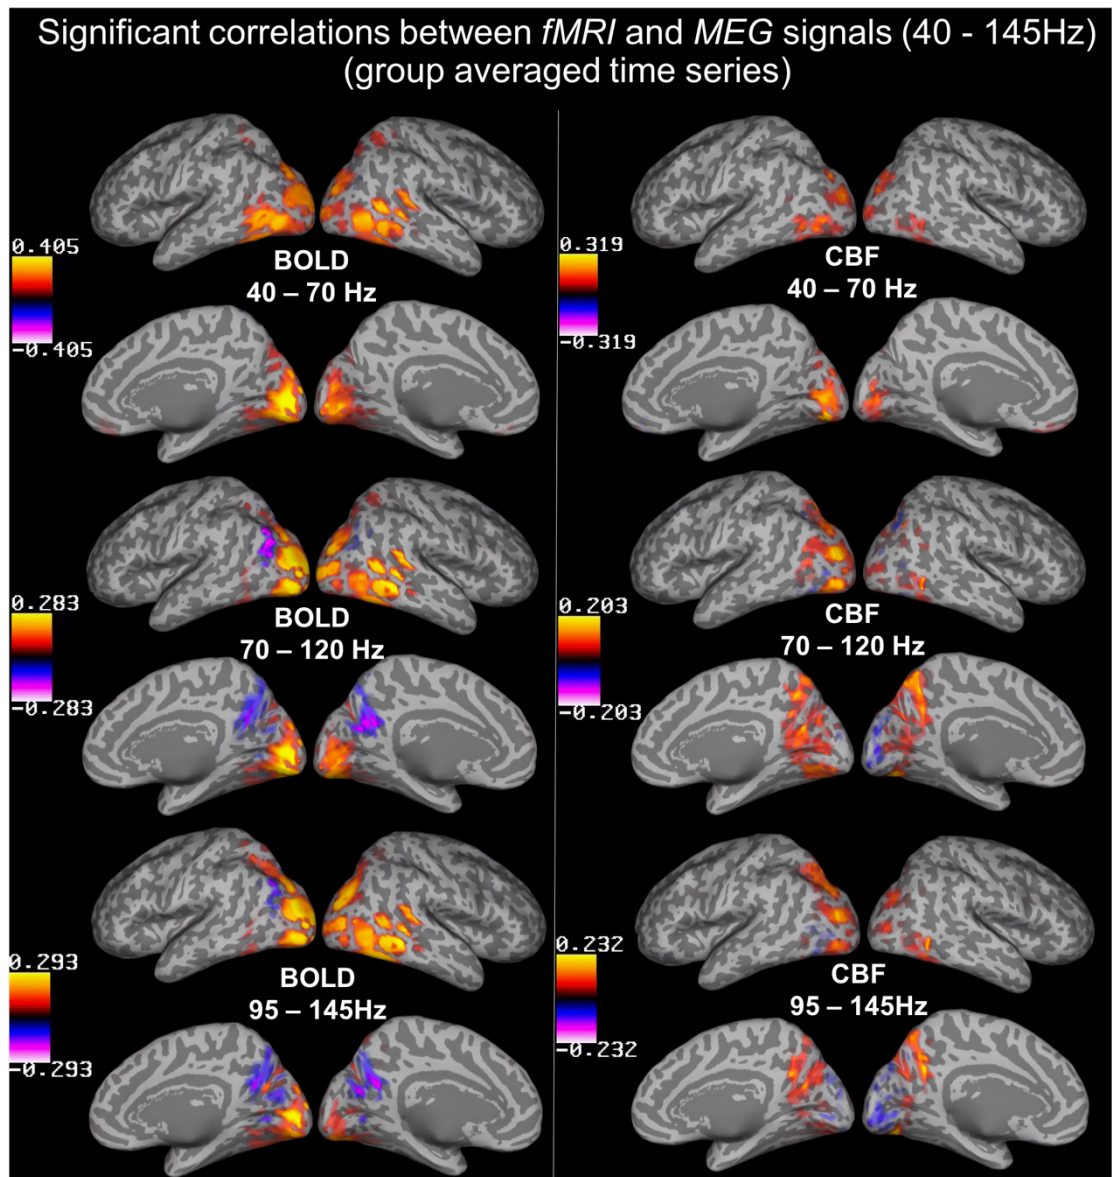 Significant correlations between fMRI and MEG signals (40 - 145Hz)
(group averaged time series)
0.405
-0.405
BOLD
40 – 70 Hz
0.319
-0.319
CBF
40 – 70 Hz
0.283
-0.283
BOLD
70 – 120 Hz
0.203
-0.203
CBF
70 – 120 Hz
0.293
-0.293
BOLD
95 – 145Hz
0.232
-0.232
CBF
95 – 145Hz